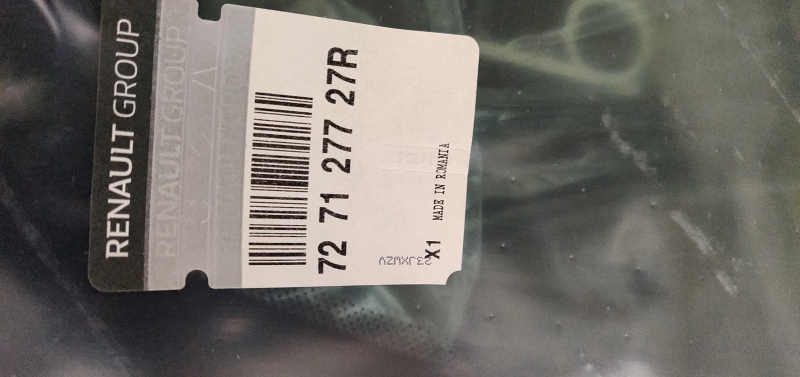 RENAULT GROUP
72 71 277 27R
X1 MADE IN ROMANIA